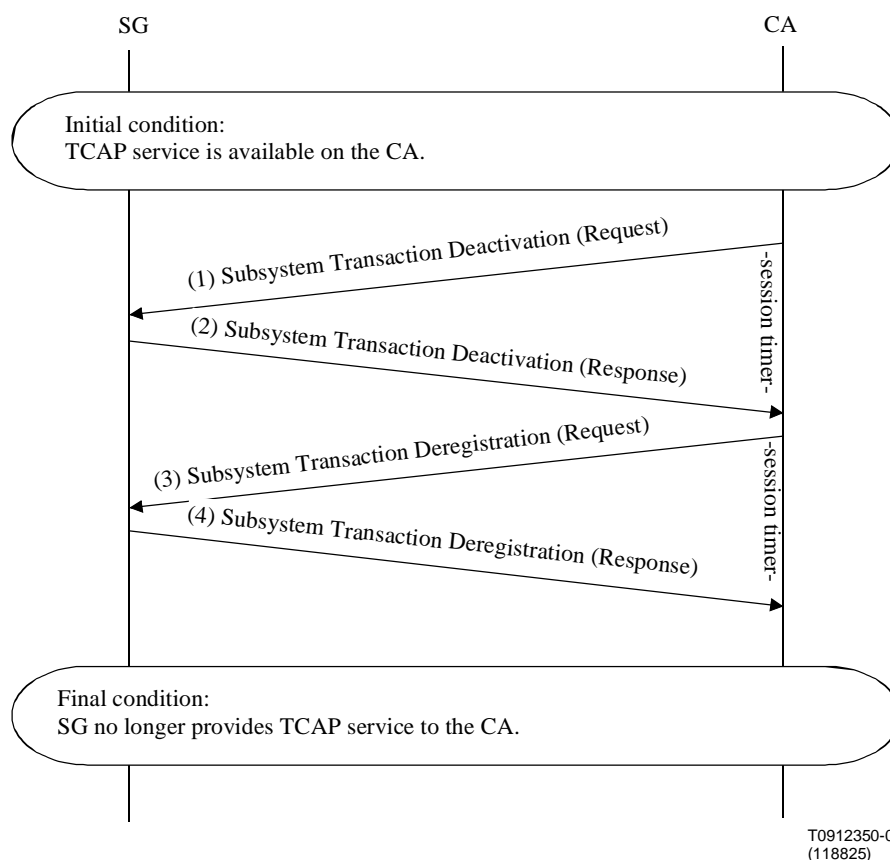 SG
CA
Initial condition:
TCAP service is available on the CA.
(1) Subsystem Transaction Deactivation (Request)
-session timer-
(2) Subsystem Transaction Deactivation (Response)
(3) Subsystem Transaction Deregistration (Request)
-session timer-
(4) Subsystem Transaction Deregistration (Response)
Final condition:
SG no longer provides TCAP service to the CA.
T0912350-0
(118825)